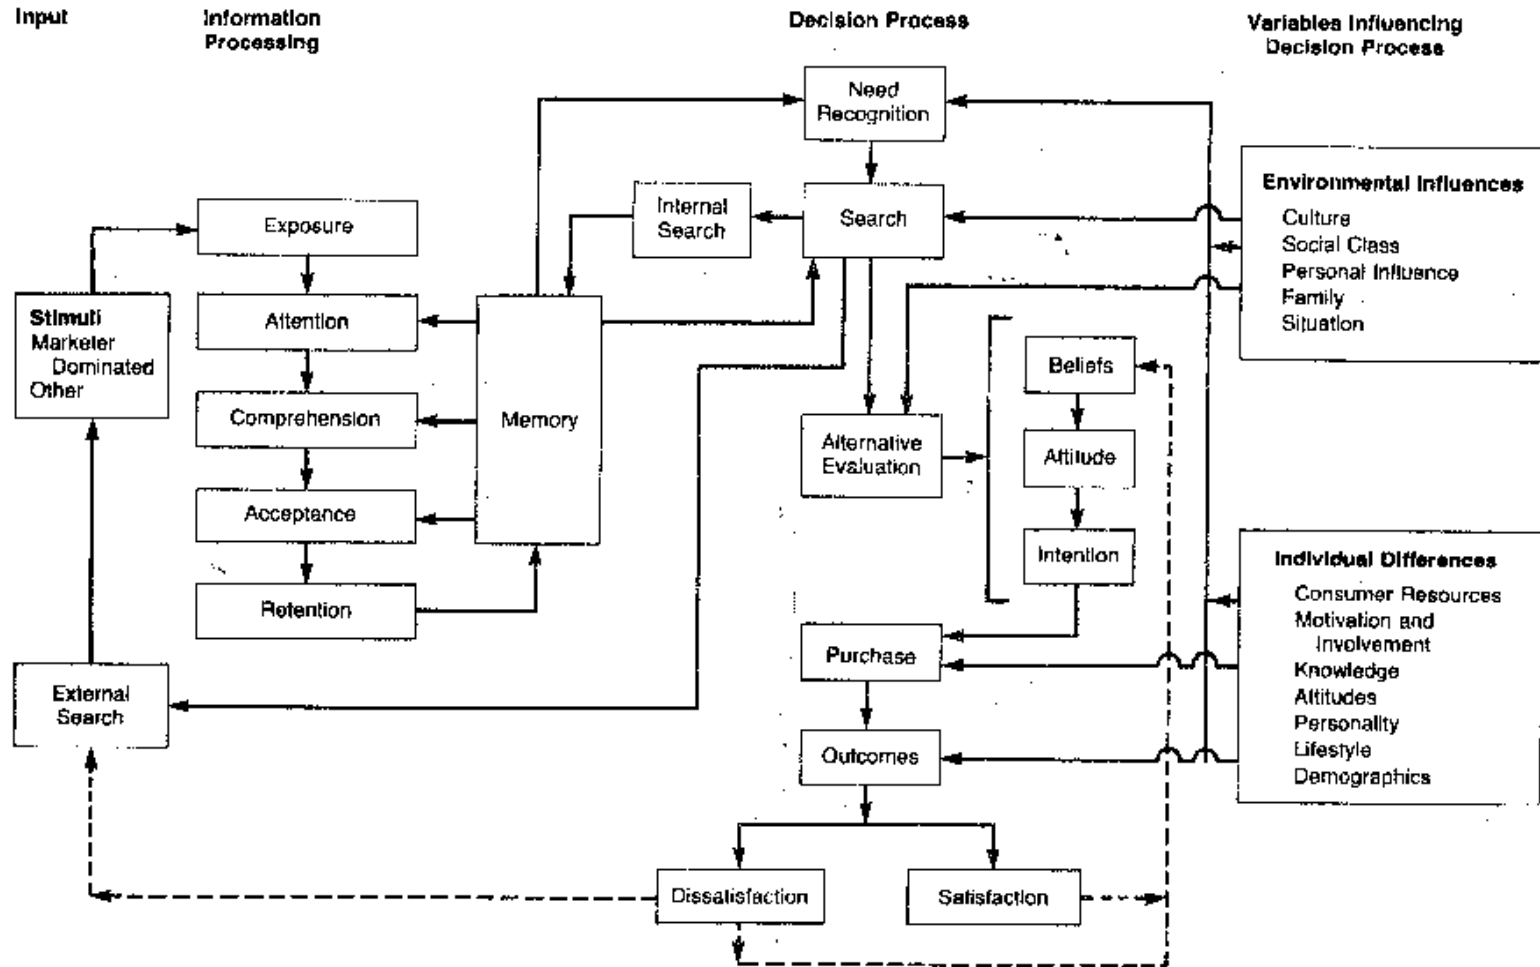 Input
Information
Processing
Decision Process
Variables Influencing
Decision Process
Need
Recognition
Environmental Influences
Culture
Social Class
Personal Influence
Family
Situation
Internal
Search
Search
Exposure
Stimuti
Marketer
Dominated
Other
Attention
Comprehension
Memory
Acceptance
Retention
Alternative
Evaluation
Beliefs
Attitude
Intention
Individual Differences
Consumer Resources
Motivation and
Involvement
Knowledge
Attitudes
Personality
Lifestyle
Demographics
Purchase
External
Search
Outcomes
Dissatisfaction
Satisfaction